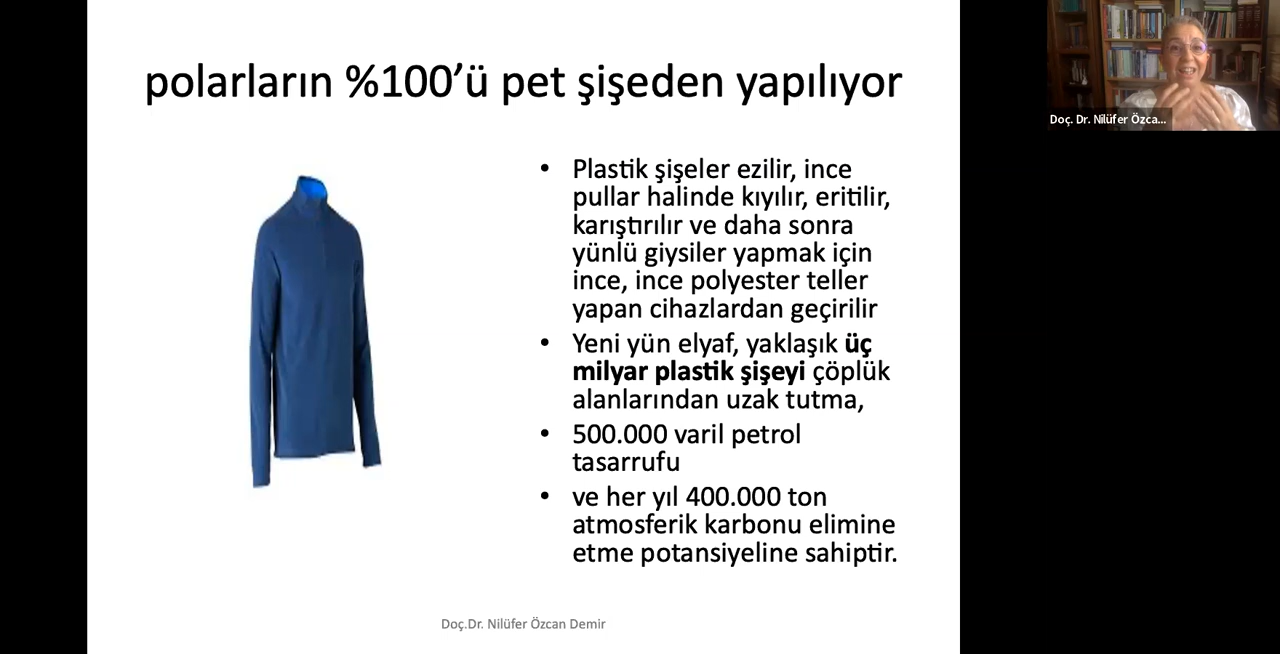 polarların %100’ü pet şişeden yapılıyor
Doç. Dr. Nilüfer Özca...
• Plastik şişeler ezilir, ince
pullar halinde kıyılır, eritilir,
karıştırılır ve daha sonra
yünlü giysiler yapmak için
ince, ince polyester teller
yapan cihazlardan geçirilir
• Yeni yün elyaf, yaklaşık üç
milyar plastik şişeyi çöplük
alanlarından uzak tutma,
• 500.000 varil petrol
tasarrufu
• ve her yıl 400.000 ton
atmosferik karbonu elimine
etme potansiyeline sahiptir.
Doç.Dr. Nilüfer Özcan Demir